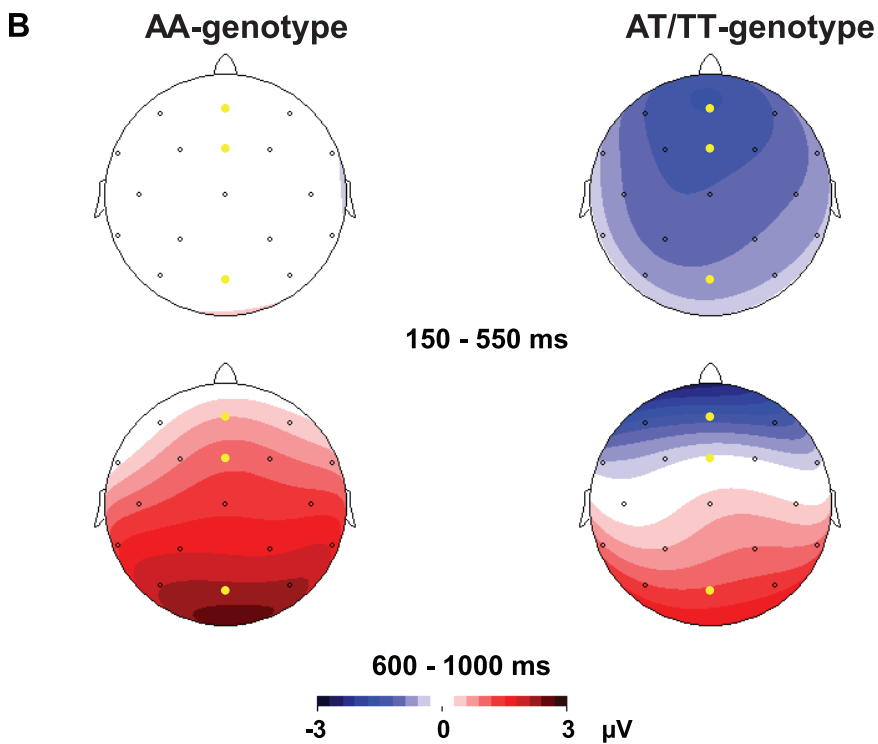 B
AA-genotype
AT/TT-genotype
150 - 550 ms
600 - 1000 ms
-3 0 3 µV